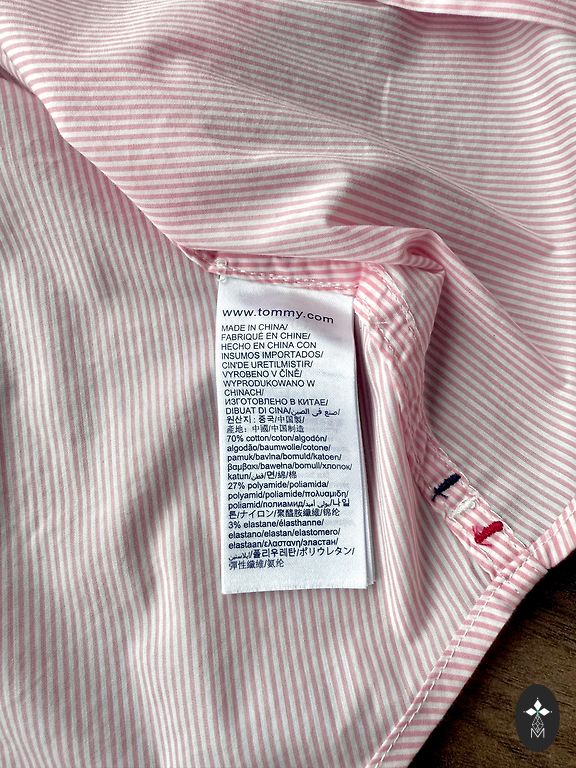 www.tommy.com
MADE IN CHINA/
FABRIQUÉ EN CHINE/
HECHO EN CHINA CON
INSUMOS IMPORTADOS/
ÇİN'DE ÜRETİLMİŞTİR/
VYROBENO V ČÍNĚ/
WYPRODUKOWANO W
CHINACH/
ИЗГОТОВЛЕНО В КИТАЕ/
DIBUAT DI CINA/صنع في الصين/
원산지 : 중국/中国製/
產地: 中國/中国制造
70% cotton/coton/algodón/
algodão/baumwolle/cotone/
pamuk/bavlna/bomuld/katoen/
βαμβακι/bawełna/bomull/хлопок/
katun/قطن/면/綿/棉
27% polyamide/poliamida/
polyamid/poliamide/πολυαμιδη/
poliamid/полиамид/بولي أميد/나일
론/ナイロン/聚醯胺纖維/锦纶
3% elastane/élasthanne/
elastano/elastan/elastomero/
elastaan/ελαστανη/эластан/
ايلاستين/폴리우레탄/ポリウレタン/
彈性纖維/氨纶
M